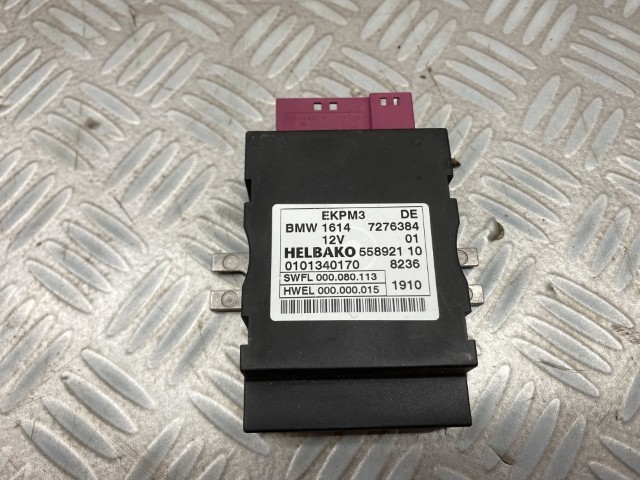 EKPM3 DE
BMW 1614 7276384
12V 01
HELBAKO 558921 10
0101340170 8236
SWFL 000.080.113
HWEL 000.000.015 1910